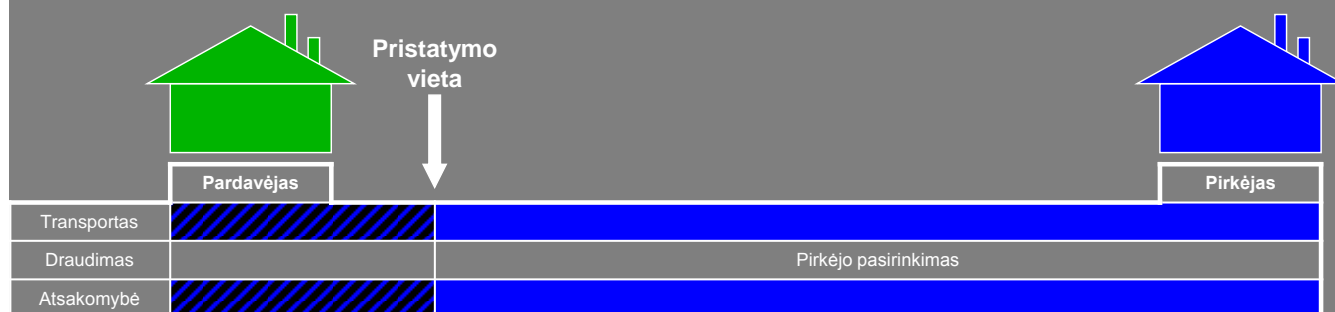 Pristatymo
vieta
Pardavėjas
Pirkėjas
Transportas
Draudimas
Pirkėjo pasirinkimas
Atsakomybė